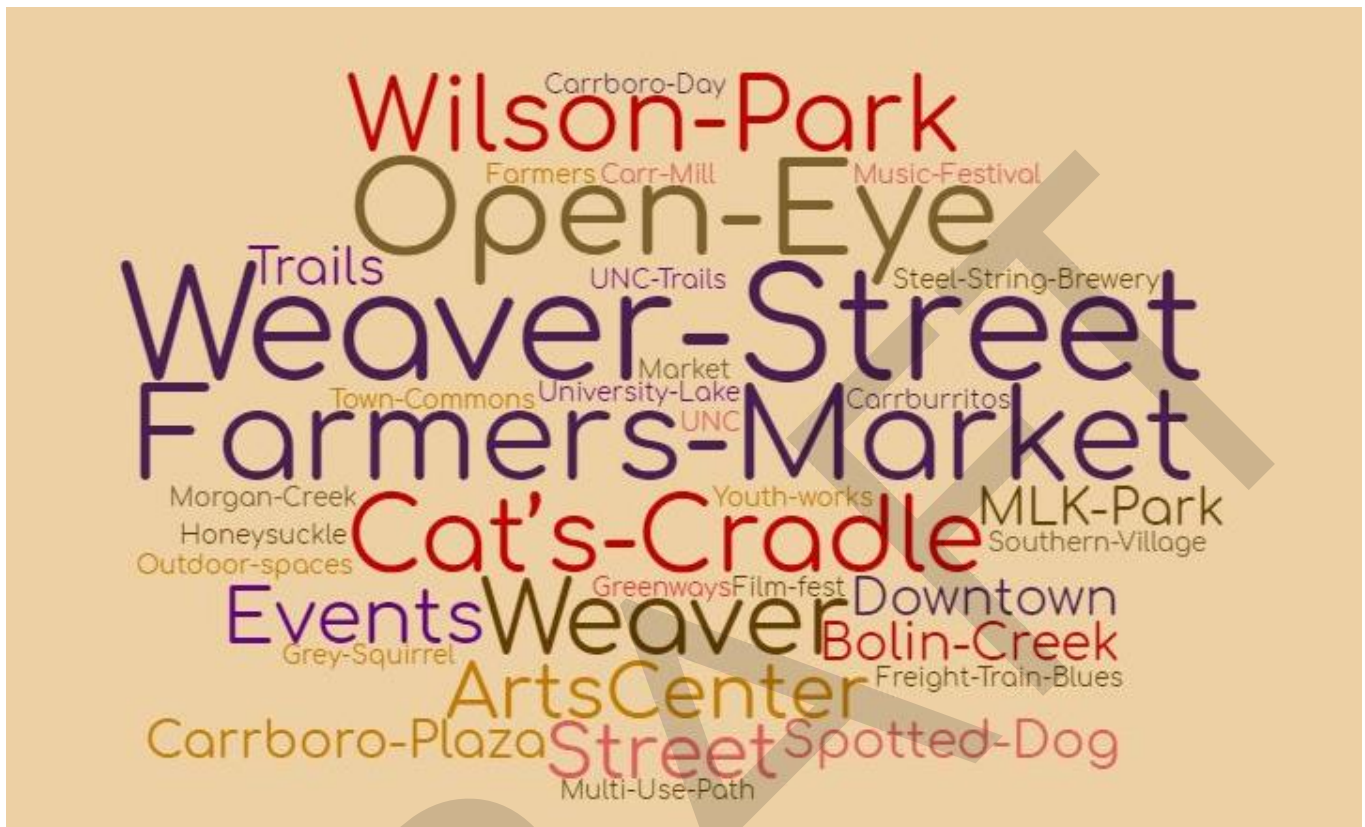 Carrboro-Day
Wilson-Park
Farmers Carr-Mill Music-Festival
Open-Eye
Trails UNC-Trails Steel-String-Brewery
Weaver-Street
Market
Town-Commons University-Lake Carrburritos
UNC
Farmers-Market
Morgan-Creek Youth-works MLK-Park
Cat's-Cradle
Honeysuckle Southern-Village
Outdoor-spaces
Greenways Film-fest Downtown
Events Weaver
Bolin-Creek
Grey-Squirrel
ArtsCenter Freight-Train-Blues
Carrboro-Plaza Street Spotted-Dog
Multi-Use-Path